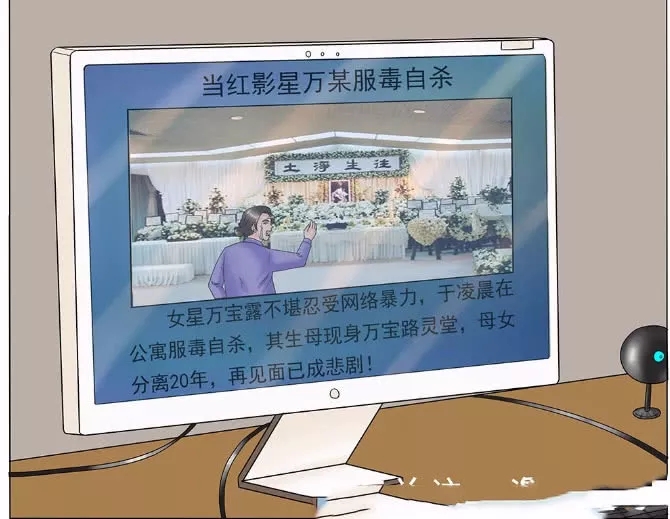 当红影星万某服毒自杀
土淨生往
女星万宝露不堪忍受网络暴力，于凌晨在
公寓服毒自杀，其生母现身万宝路灵堂，母女
分离20年，再见面已成悲剧！